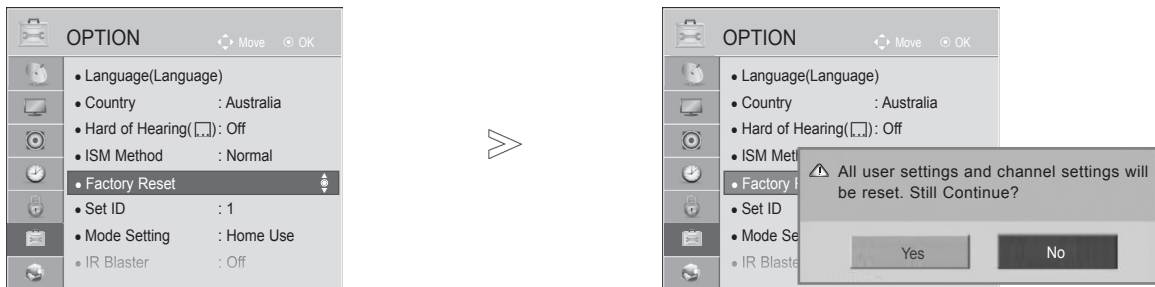 OPTION
Move OK
• Language(Language)
• Country : Australia
• Hard of Hearing( ): Off
• ISM Method : Normal
• Factory Reset
• Set ID : 1
• Mode Setting : Home Use
• IR Blaster : Off
OPTION
Move OK
• Language(Language)
• Country : Australia
• Hard of Hearing( ): Off
• ISM Met
• Factory R
• Set ID
• Mode Se
• IR Blaste
All user settings and channel settings will
be reset. Still Continue?
Yes No